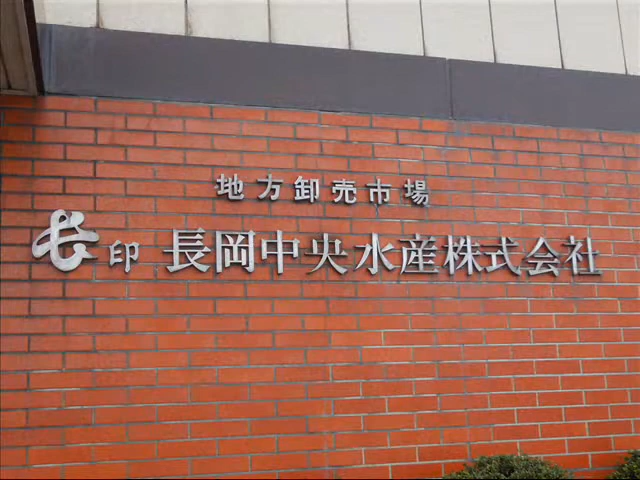 地方卸売市場
印 長岡中央水産株式会社